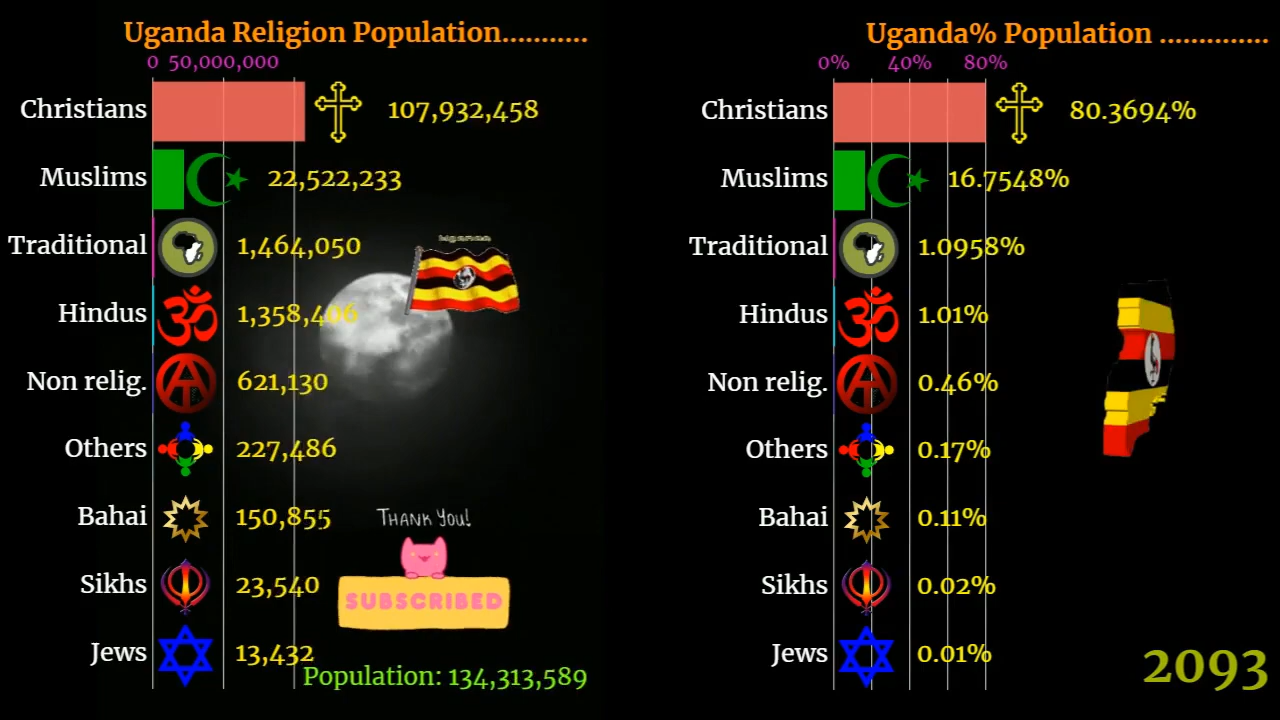 Uganda Religion Population...........
0 50,000,000
Christians 107,932,458
Muslims 22,522,233
Traditional 1,464,050
Uganda
Hindus 1,358,406
Non relig. 621,130
Others 227,486
Bahai 150,855
THANK YOU!
Sikhs 23,540
SUBSCRIBED
Jews 13,432
Population: 134,313,589
Uganda% Population ..............
0% 40% 80%
Christians 80.3694%
Muslims 16.7548%
Traditional 1.0958%
Hindus 1.01%
Non relig. 0.46%
Others 0.17%
Bahai 0.11%
Sikhs 0.02%
Jews 0.01%
2093